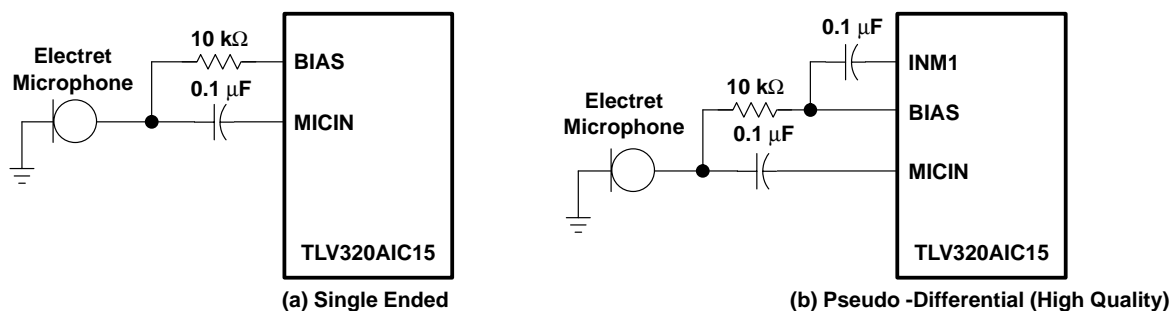 10 kΩ
Electret
Microphone
0.1 μF
BIAS
MICIN
TLV320AIC15
(a) Single Ended
0.1 μF
INM1
10 kΩ
Electret
Microphone
0.1 μF
BIAS
MICIN
TLV320AIC15
(b) Pseudo -Differential (High Quality)